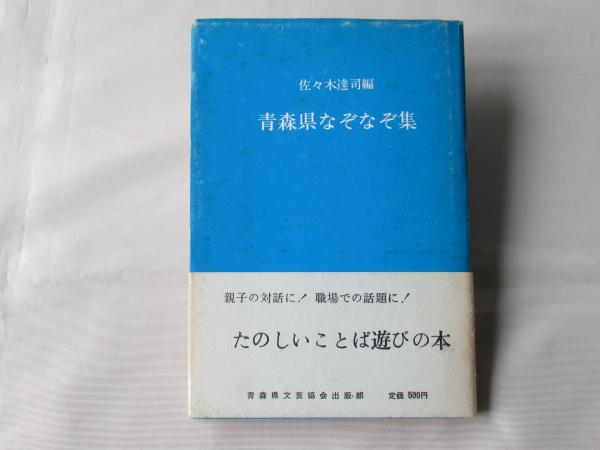 佐々木達司編
青森県なぞなぞ集
親子の対話に！ 職場での話題に！
たのしいことば遊びの本
青森県文芸協会出版部 定価 500円